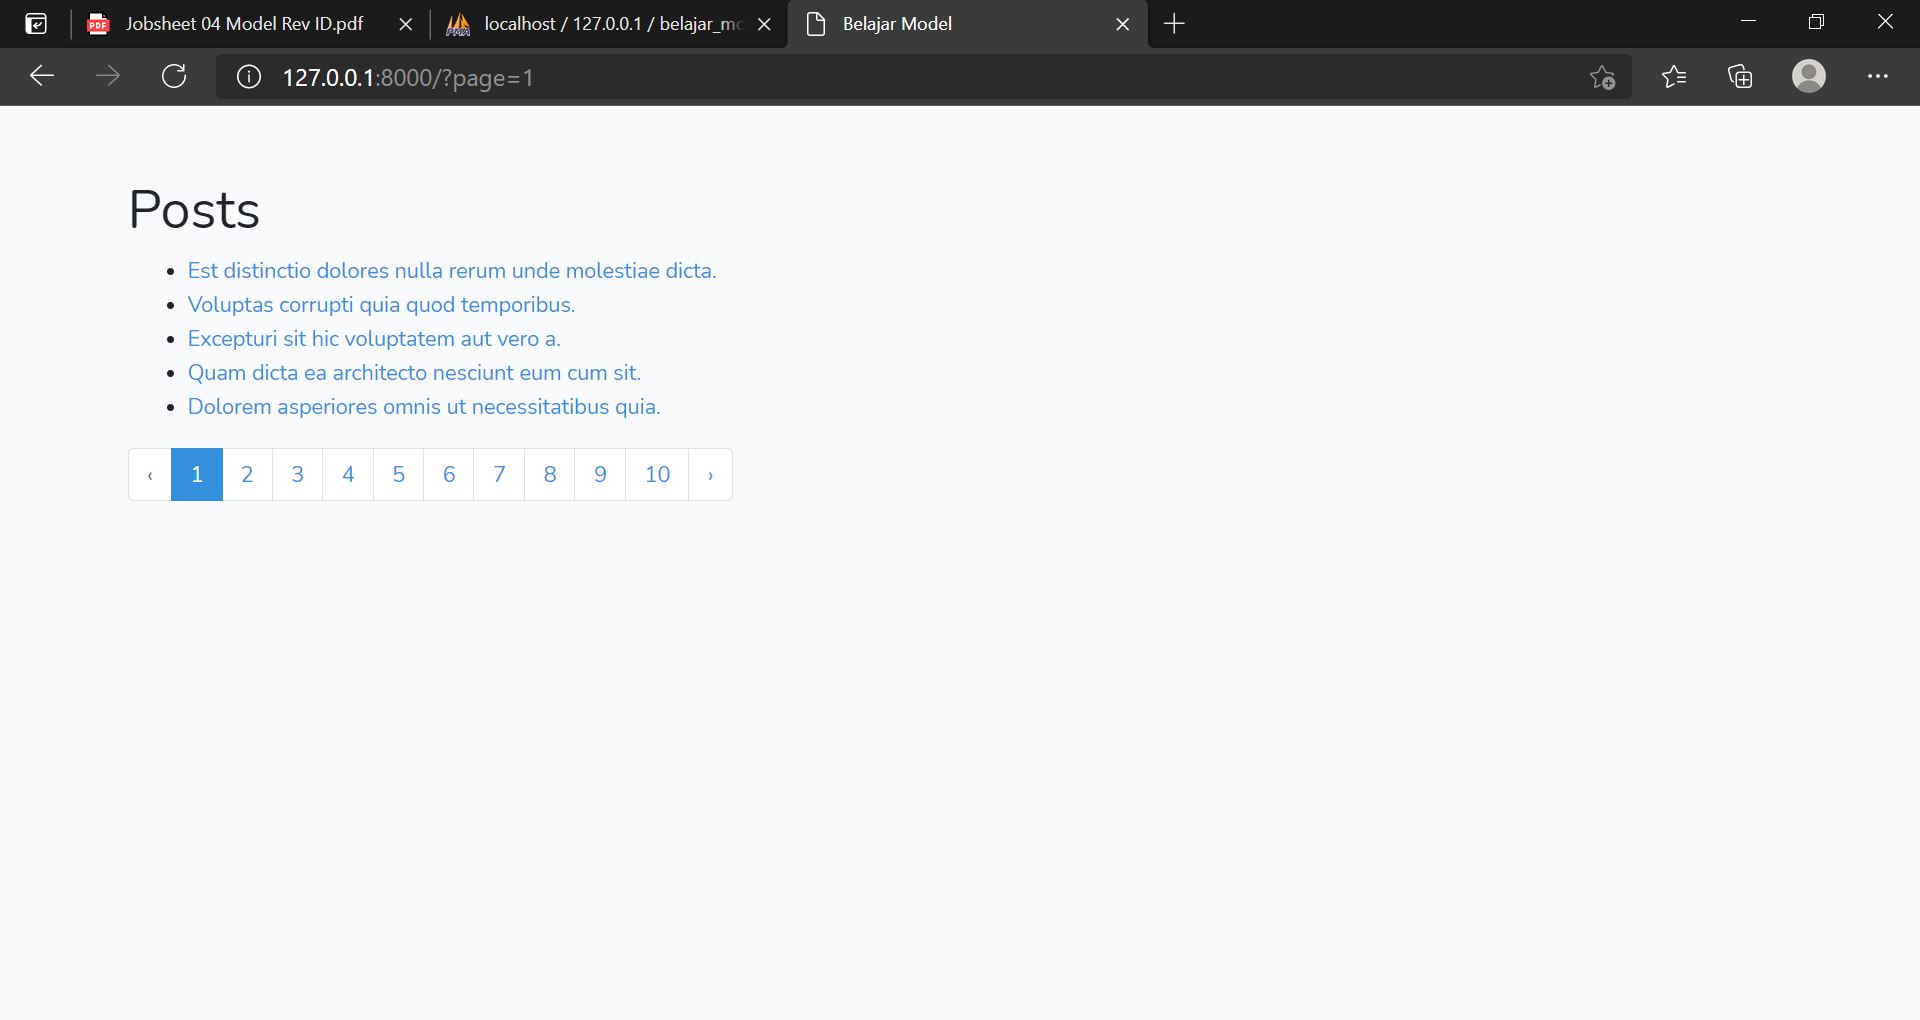 Jobsheet 04 Model Rev ID.pdf
localhost / 127.0.0.1 / belajar_mo
Belajar Model
127.0.0.1:8000/?page=1
Posts
• Est distinctio dolores nulla rerum unde molestiae dicta.
• Voluptas corrupti quia quod temporibus.
• Excepturi sit hic voluptatem aut vero a.
• Quam dicta ea architecto nesciunt eum cum sit.
• Dolorem asperiores omnis ut necessitatibus quia.
‹ 1 2 3 4 5 6 7 8 9 10 ›